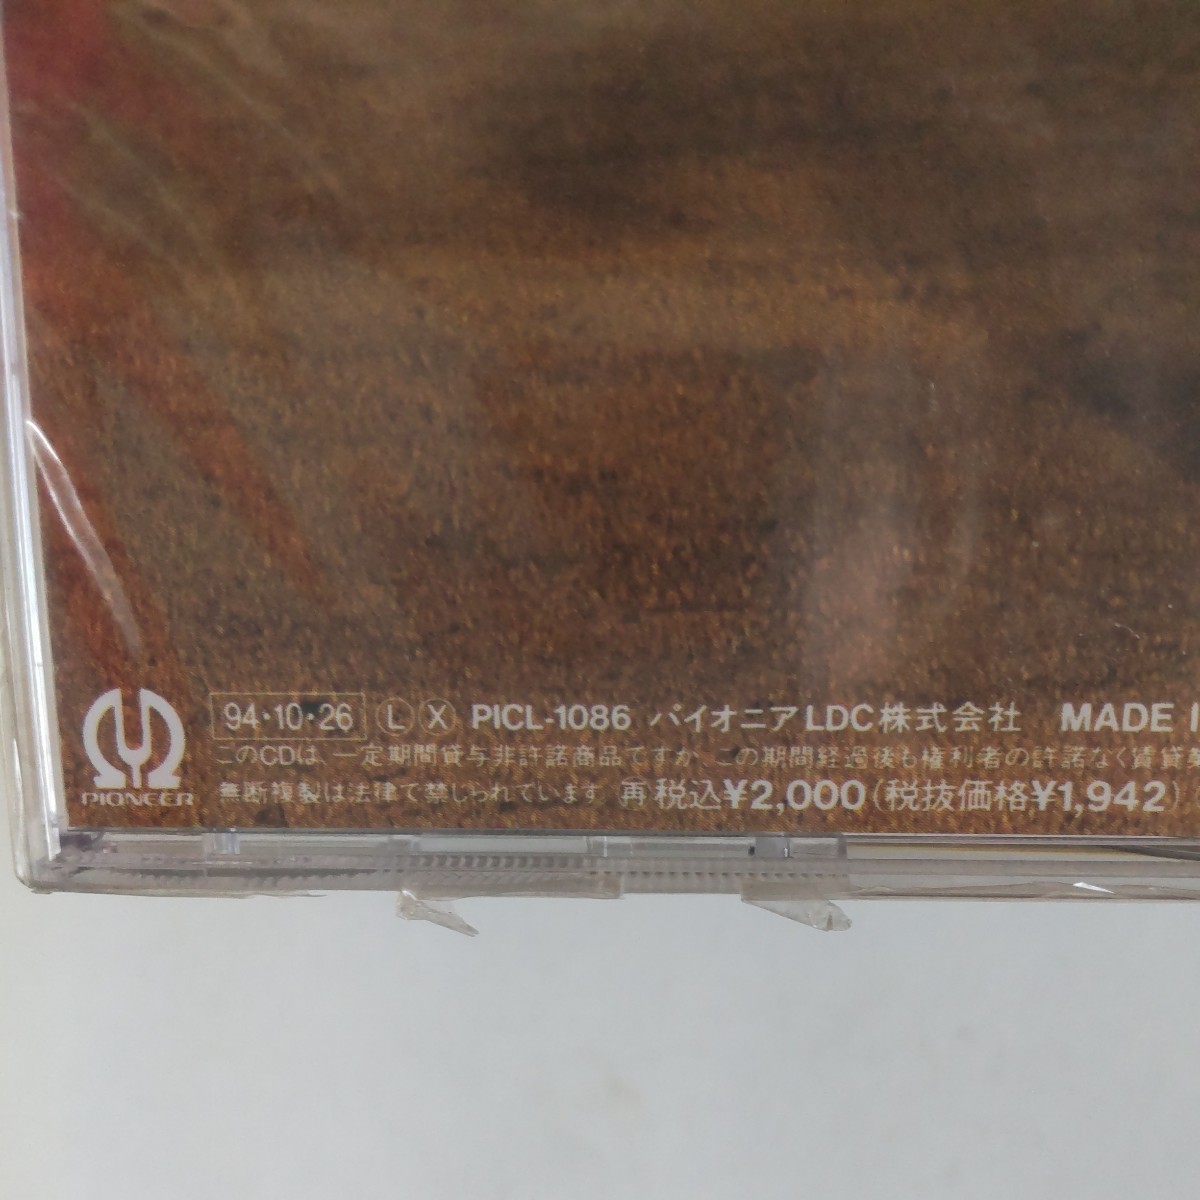 94・10・26 Ⓛ Ⓧ PICL-1086 パイオニアLDC株式会社 MADE
このCDは、一定期間貸与非許諾商品ですが、この期間経過後も権利者の許諾なく賃貸
PIONEER 無断複製は法律で禁じられています。 再 税込¥2,000(税抜価格¥1,942)